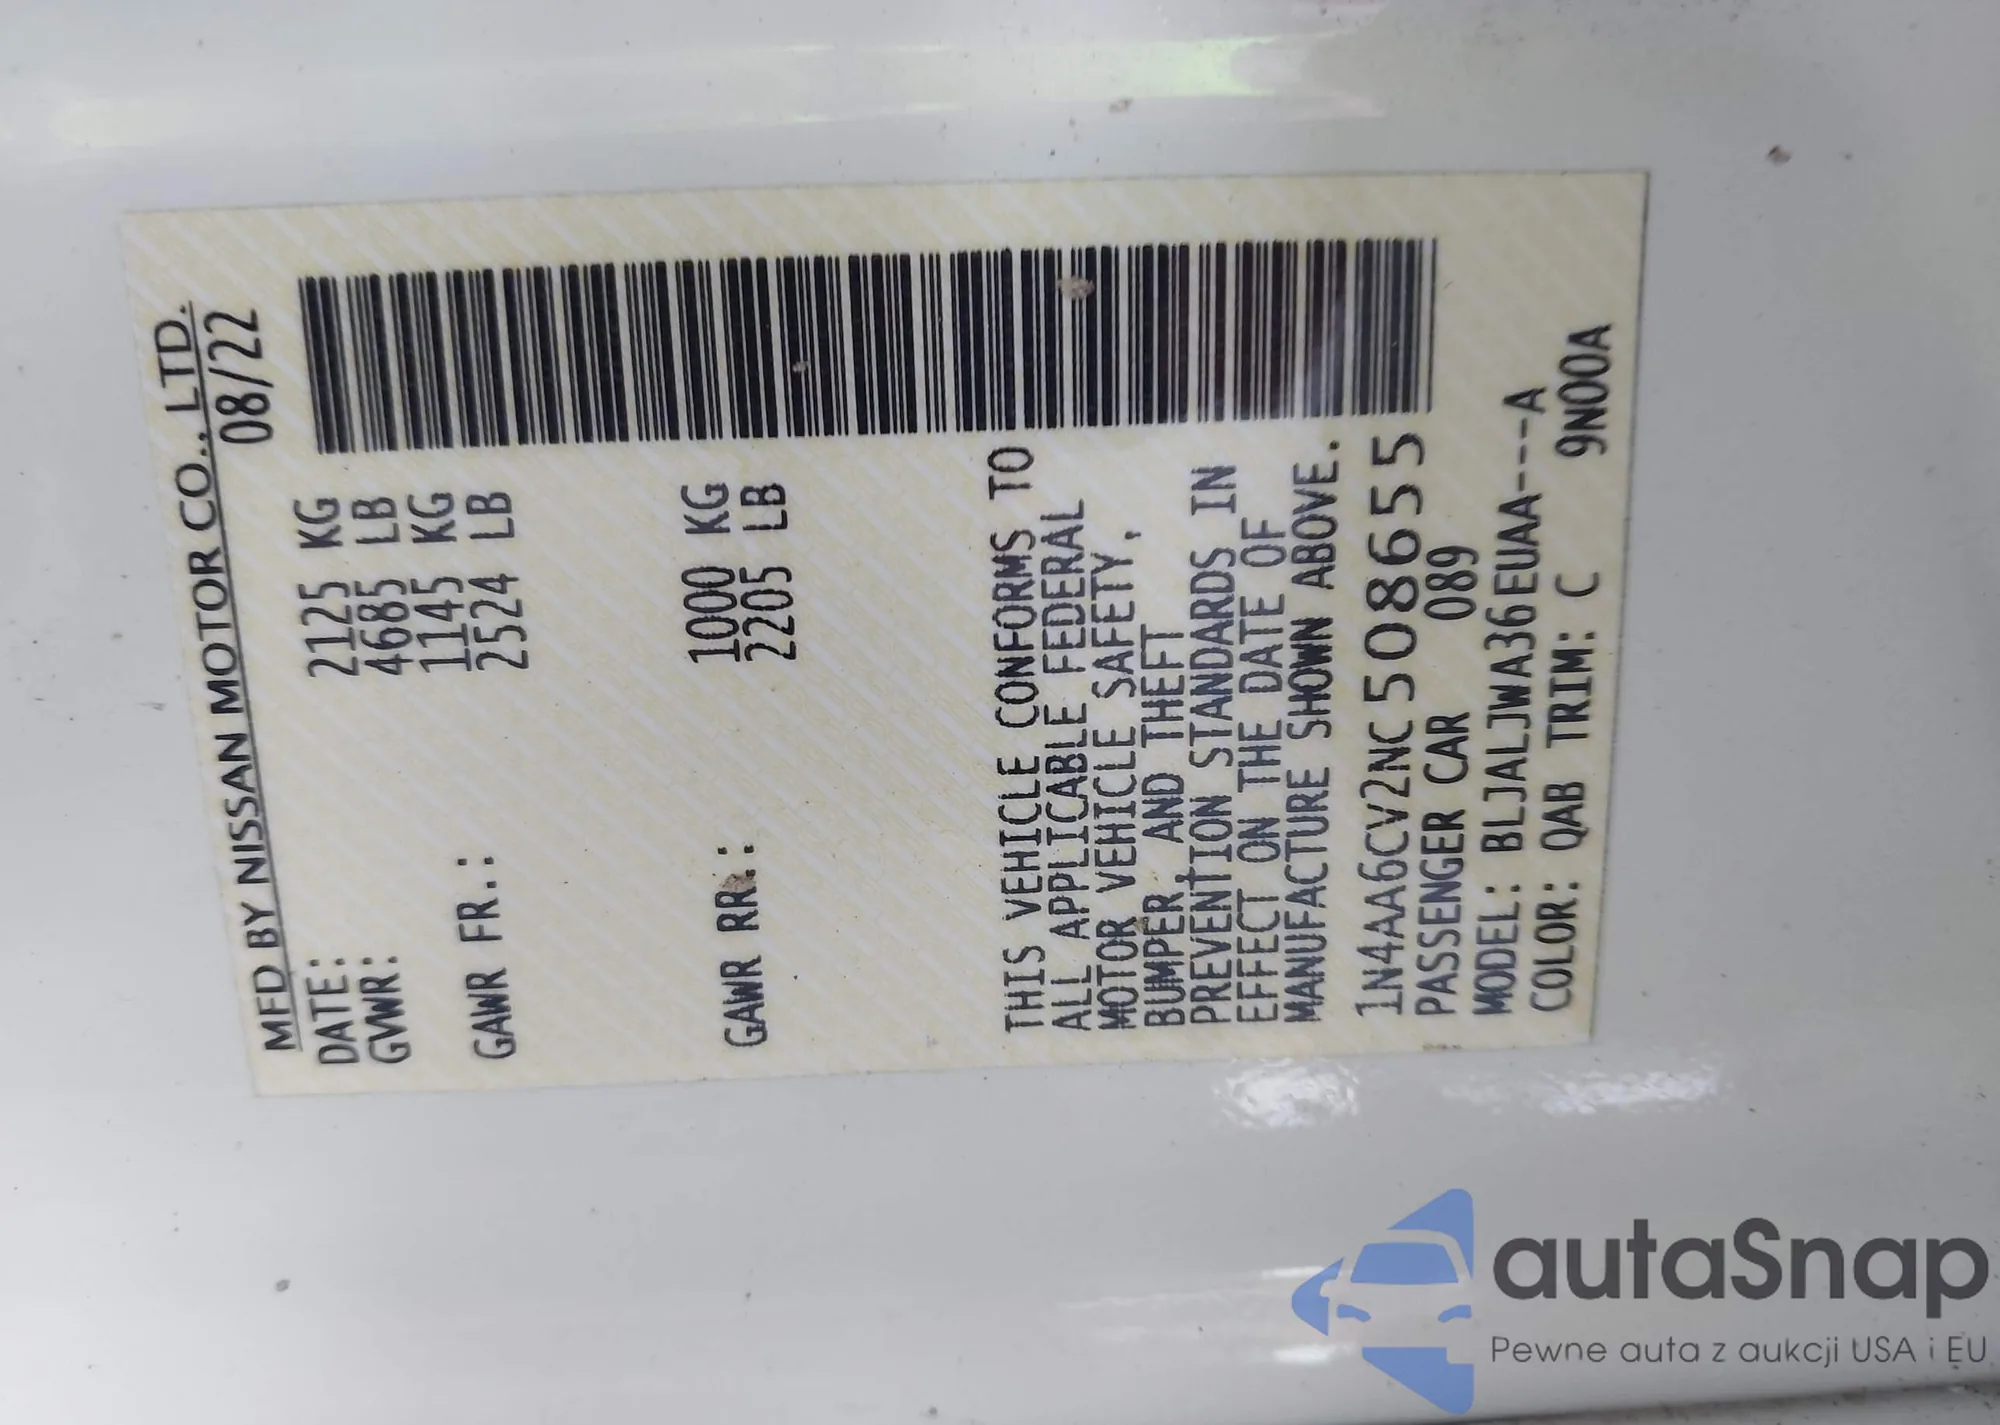 MFD BY NISSAN MOTOR CO., LTD.
DATE: 08/22
GVWR: 2125 KG
4685 LB
GAWR FR.: 1145 KG
2524 LB
GAWR RR.: 1000 KG
2205 LB
THIS VEHICLE CONFORMS TO
ALL APPLICABLE FEDERAL
MOTOR VEHICLE SAFETY,
BUMPER, AND THEFT
PREVENTION STANDARDS IN
EFFECT ON THE DATE OF
MANUFACTURE SHOWN ABOVE.
1N4AA6CV2NC508655
PASSENGER CAR 089
MODEL: BLJALJWA36EUAA---A
COLOR: QAB TRIM: C 9N00A
autaSnap
Pewne auta z aukcji USA i EU